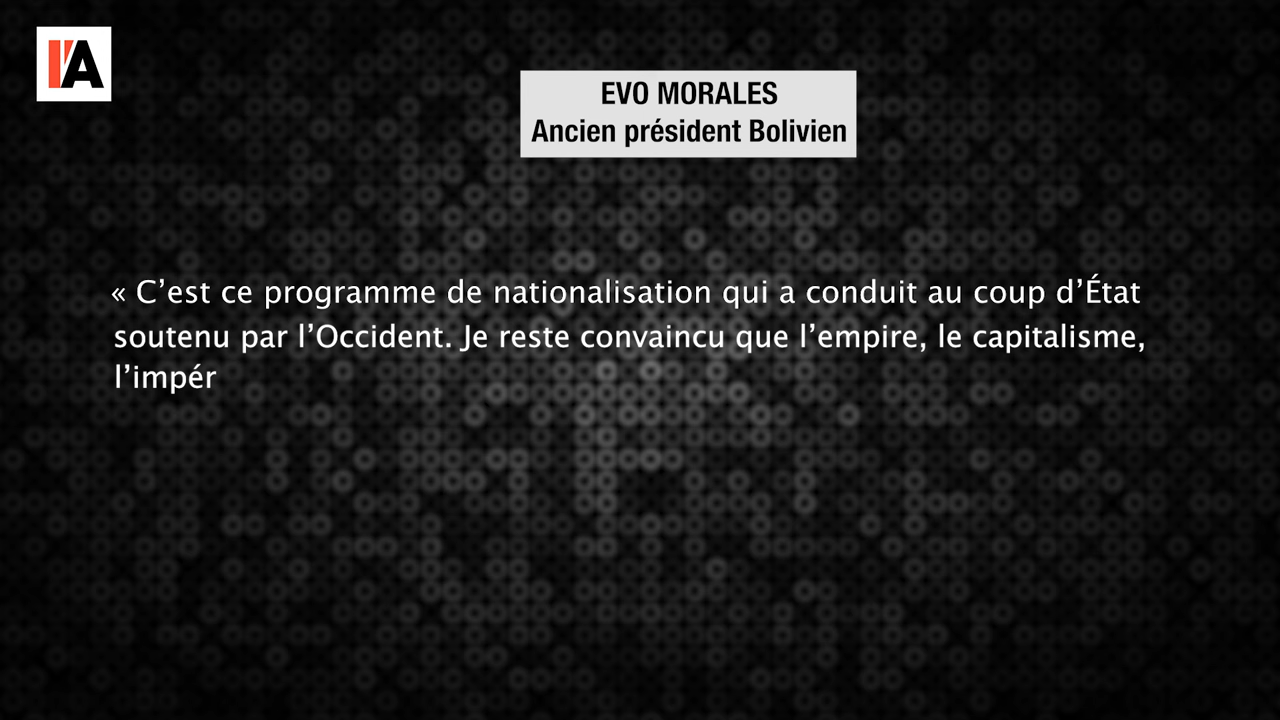 l'A
EVO MORALES
Ancien président Bolivien
« C’est ce programme de nationalisation qui a conduit au coup d’État
soutenu par l’Occident. Je reste convaincu que l’empire, le capitalisme,
l’impér